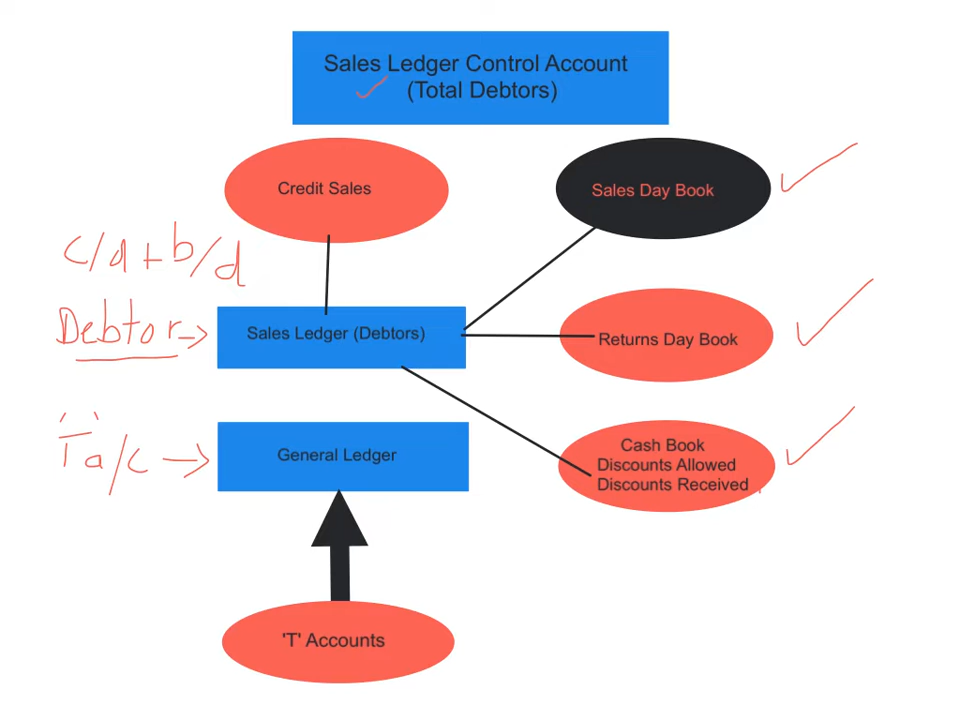 Sales Ledger Control Account
(Total Debtors)
Credit Sales
Sales Day Book
c/d + b/d
Debtor
Sales Ledger (Debtors)
Returns Day Book
'T' a/c
General Ledger
Cash Book
Discounts Allowed
Discounts Received
'T' Accounts